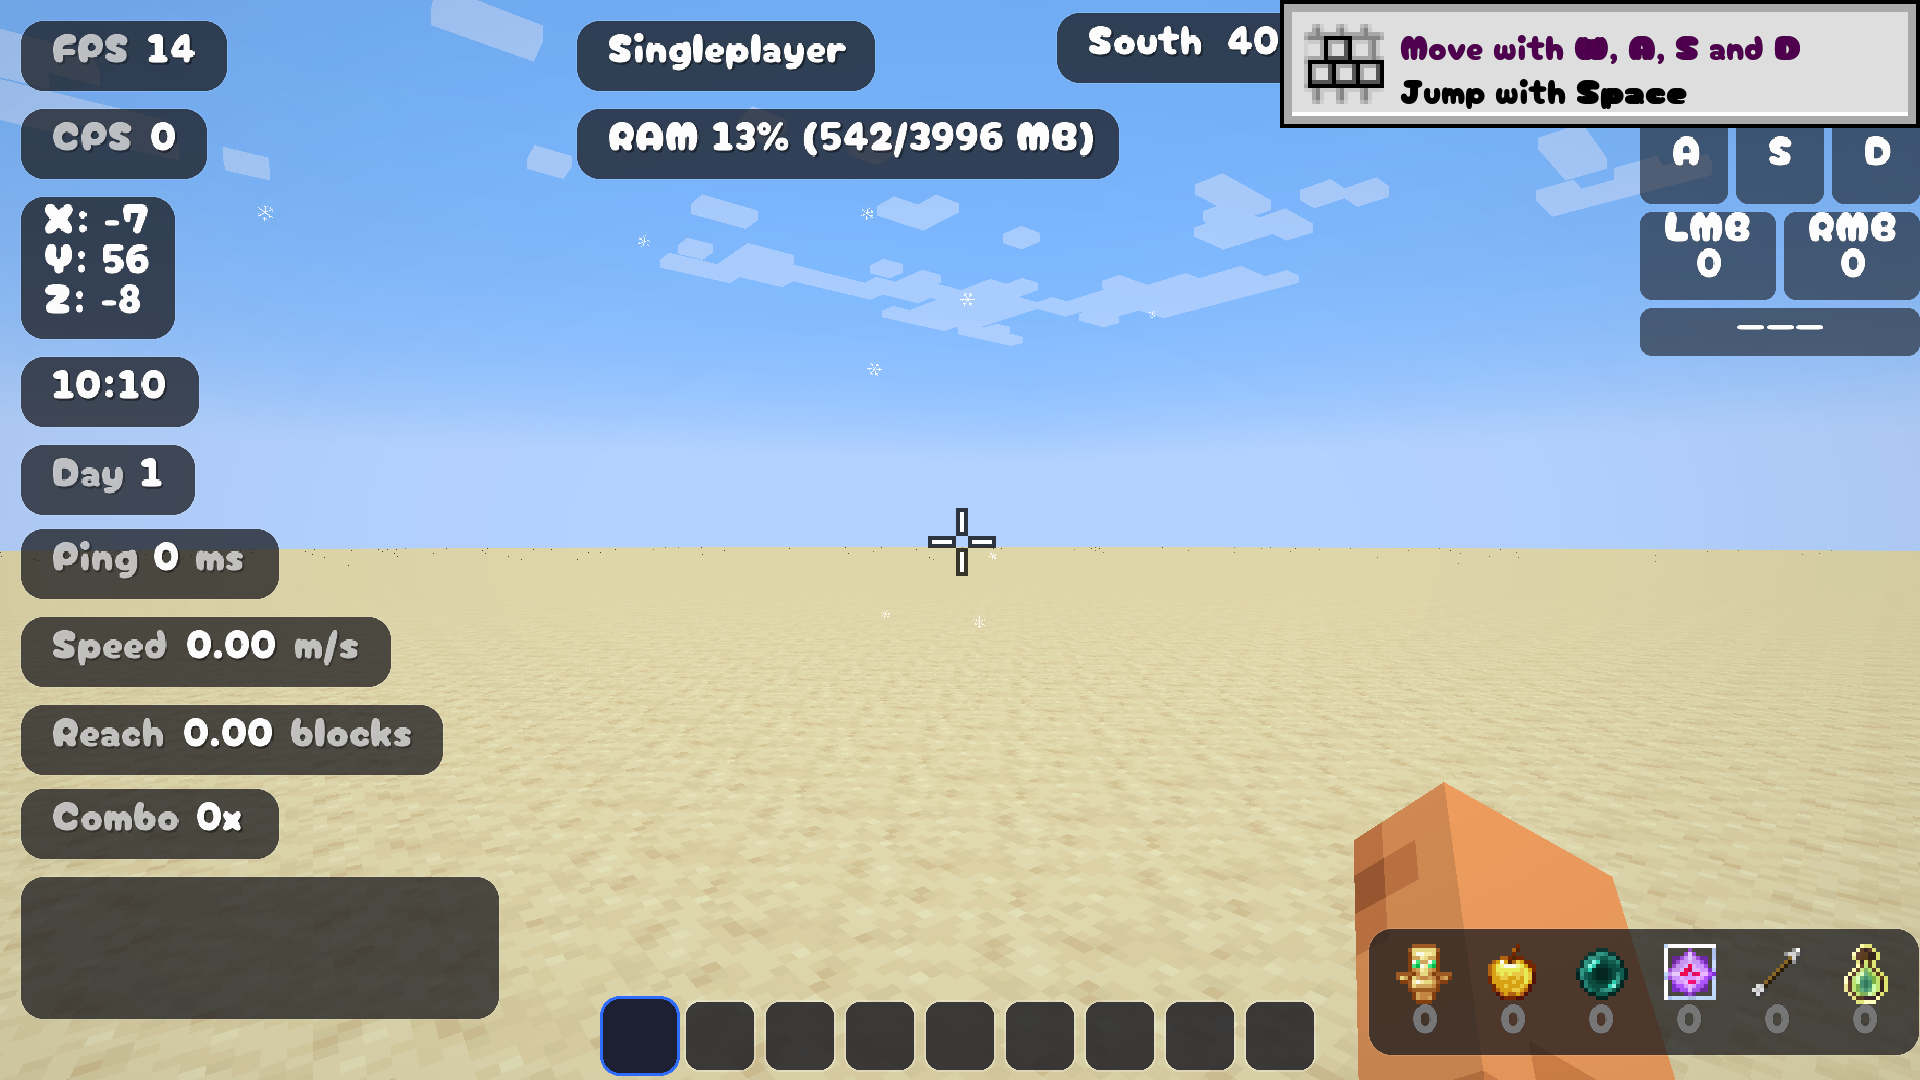 FPS 14
Singleplayer
South 40
Move with W, A, S and D
Jump with Space
CPS 0
RAM 13% (542/3996 MB)
A S D
X: -7
Y: 56
Z: -8
LMB RMB
0 0
10:10
Day 1
Ping 0 ms
Speed 0.00 m/s
Reach 0.00 blocks
Combo 0x
0 0 0 0 0 0